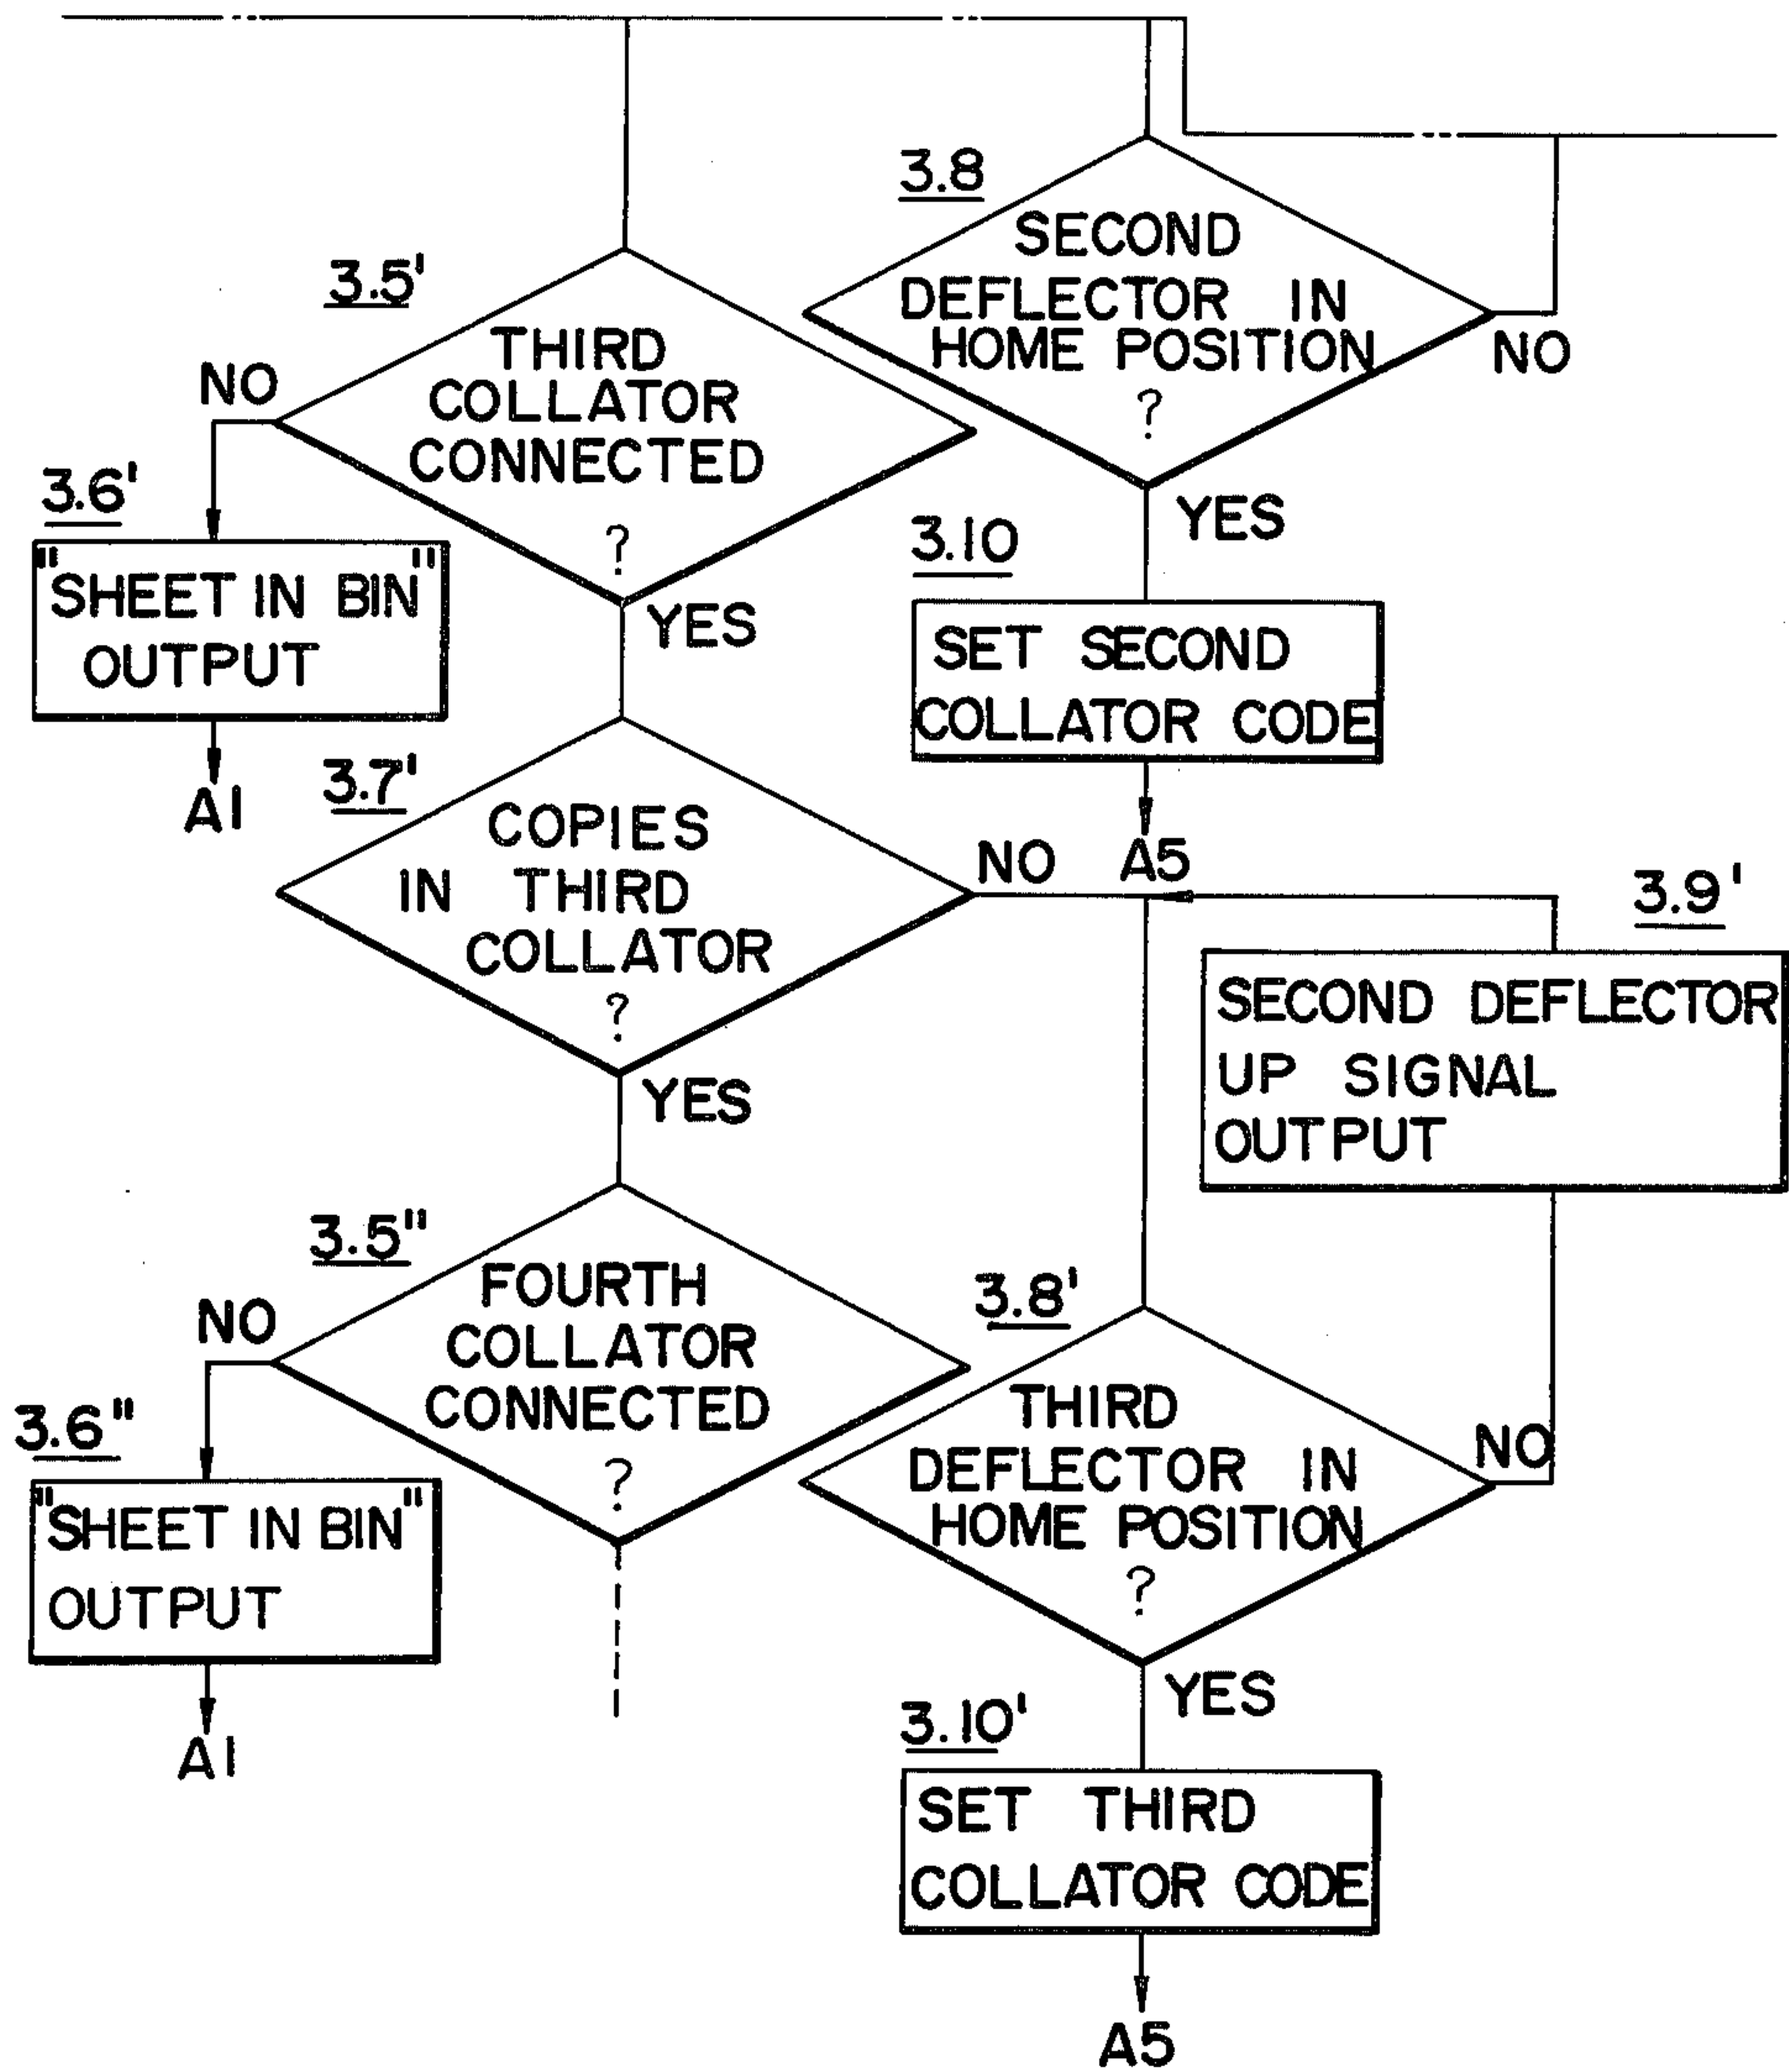 3.8
SECOND
DEFLECTOR IN
HOME POSITION
?
NO
YES
3.5'
THIRD
COLLATOR
CONNECTED
?
NO
YES
3.6'
"SHEET IN BIN"
OUTPUT
A1
3.10
SET SECOND
COLLATOR CODE
A5
3.7'
COPIES
IN THIRD
COLLATOR
?
NO
YES
3.9'
SECOND DEFLECTOR
UP SIGNAL
OUTPUT
3.5"
FOURTH
COLLATOR
CONNECTED
?
NO
3.6"
"SHEET IN BIN"
OUTPUT
A1
3.8'
THIRD
DEFLECTOR IN
HOME POSITION
?
NO
YES
3.10'
SET THIRD
COLLATOR CODE
A5